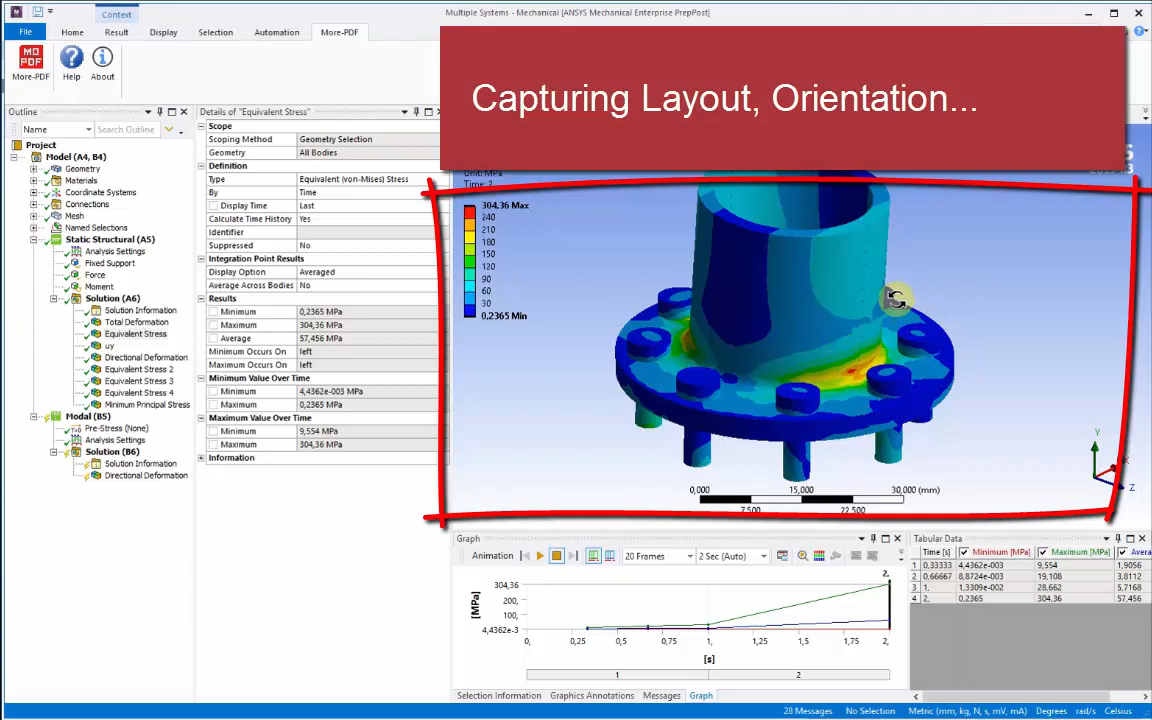 Multiple Systems - Mechanical [ANSYS Mechanical Enterprise PrepPost]
Context
File Home Result Display Selection Automation More-PDF
MO PDF
More-PDF Help About
Capturing Layout, Orientation...
Outline
Name Search Outline
Project
Model (A4, B4)
Geometry
Materials
Coordinate Systems
Connections
Mesh
Named Selections
Static Structural (A5)
Analysis Settings
Fixed Support
Force
Moment
Solution (A6)
Solution Information
Total Deformation
Equivalent Stress
uy
Directional Deformation
Equivalent Stress 2
Equivalent Stress 3
Equivalent Stress 4
Minimum Principal Stress
Modal (B5)
Pre-Stress (None)
Analysis Settings
Solution (B6)
Solution Information
Directional Deformation
Details of "Equivalent Stress"
Scope
Scoping Method Geometry Selection
Geometry All Bodies
Definition
Type Equivalent (von-Mises) Stress
By Time
Display Time Last
Calculate Time History Yes
Identifier
Suppressed No
Integration Point Results
Display Option Averaged
Average Across Bodies No
Results
Minimum 0,2365 MPa
Maximum 304,36 MPa
Average 57,456 MPa
Minimum Occurs On left
Maximum Occurs On left
Minimum Value Over Time
Minimum 4,4362e-003 MPa
Maximum 0,2365 MPa
Maximum Value Over Time
Minimum 9,554 MPa
Maximum 304,36 MPa
Information
Unit: MPa
Time: 2
304,36 Max
240
210
180
150
120
90
60
30
0,2365 Min
0,000 15,000 30,000 (mm)
7,500 22,500
Y
X
Z
Graph
Animation 20 Frames 2 Sec (Auto)
2,
304,36
200,
100,
4,4362e-3
[MPa]
0, 0,25 0,5 0,75 1, 1,25 1,5 1,75 2,
[s]
1 2
Selection Information Graphics Annotations Messages Graph
Tabular Data
Time [s] Minimum [MPa] Maximum [MPa] Avera
1 0,33333 4,4362e-003 9,554 1,9056
2 0,66667 8,8724e-003 19,108 3,8112
3 1, 1,3309e-002 28,662 5,7168
4 2, 0,2365 304,36 57,456
28 Messages No Selection Metric (mm, kg, N, s, mV, mA) Degrees rad/s Celsius